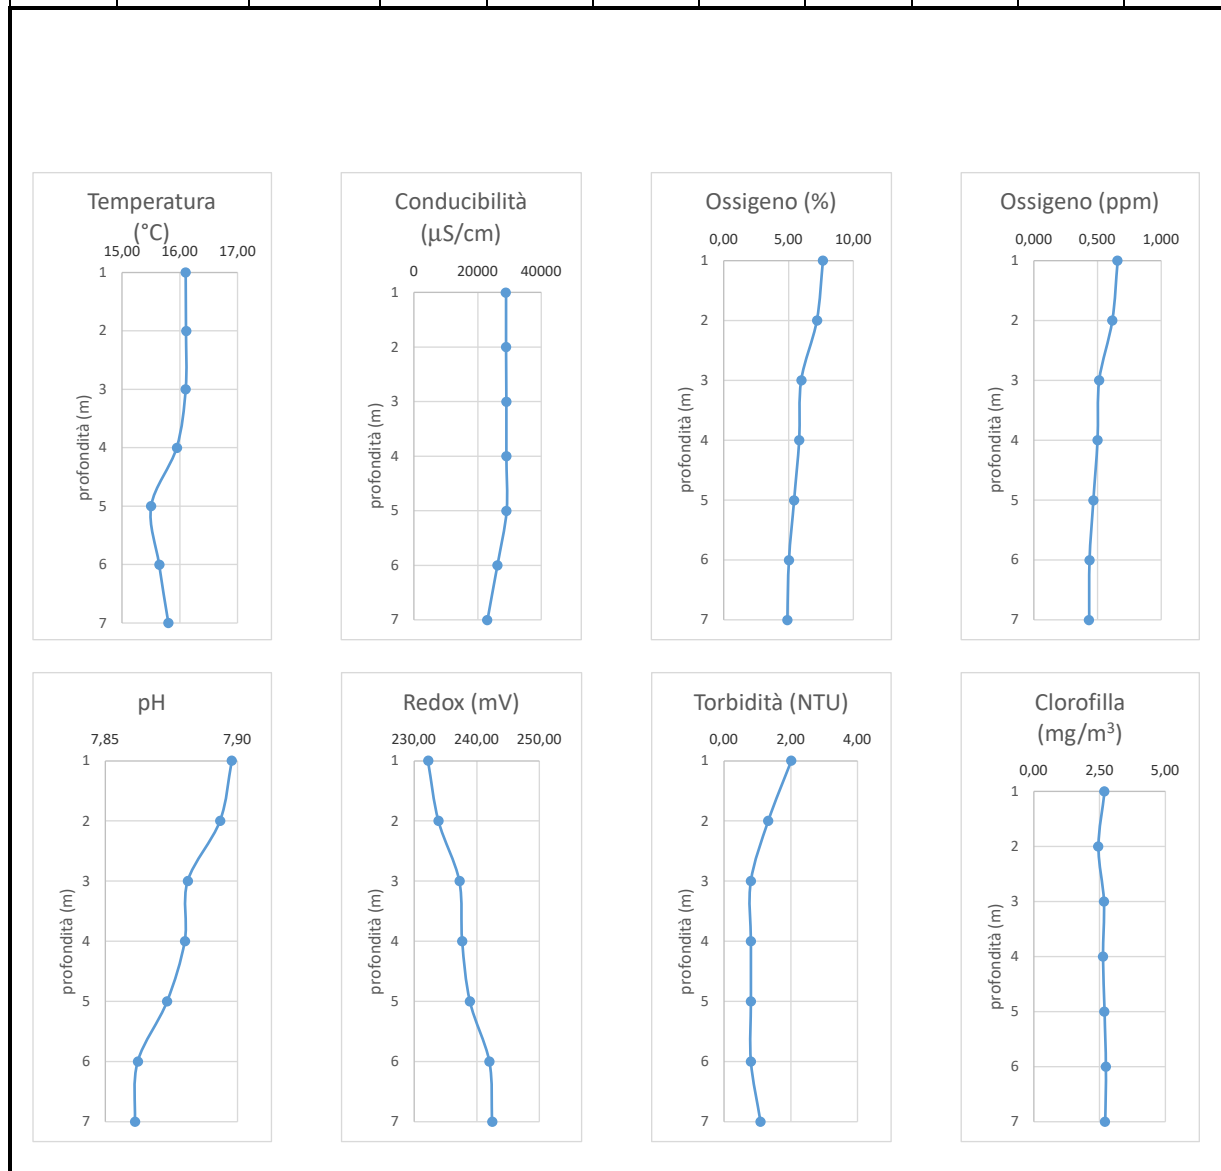 Temperatura
(°C)
15,00 16,00 17,00
1
2
3
4
5
6
7
profondità (m)
Conducibilità
(µS/cm)
0 20000 40000
1
2
3
4
5
6
7
profondità (m)
Ossigeno (%)
0,00 5,00 10,00
1
2
3
4
5
6
7
profondità (m)
Ossigeno (ppm)
0,000 0,500 1,000
1
2
3
4
5
6
7
profondità (m)
pH
7,85 7,90
1
2
3
4
5
6
7
profondità (m)
Redox (mV)
230,00 240,00 250,00
1
2
3
4
5
6
7
profondità (m)
Torbidità (NTU)
0,00 2,00 4,00
1
2
3
4
5
6
7
profondità (m)
Clorofilla
(mg/m³)
0,00 2,50 5,00
1
2
3
4
5
6
7
profondità (m)